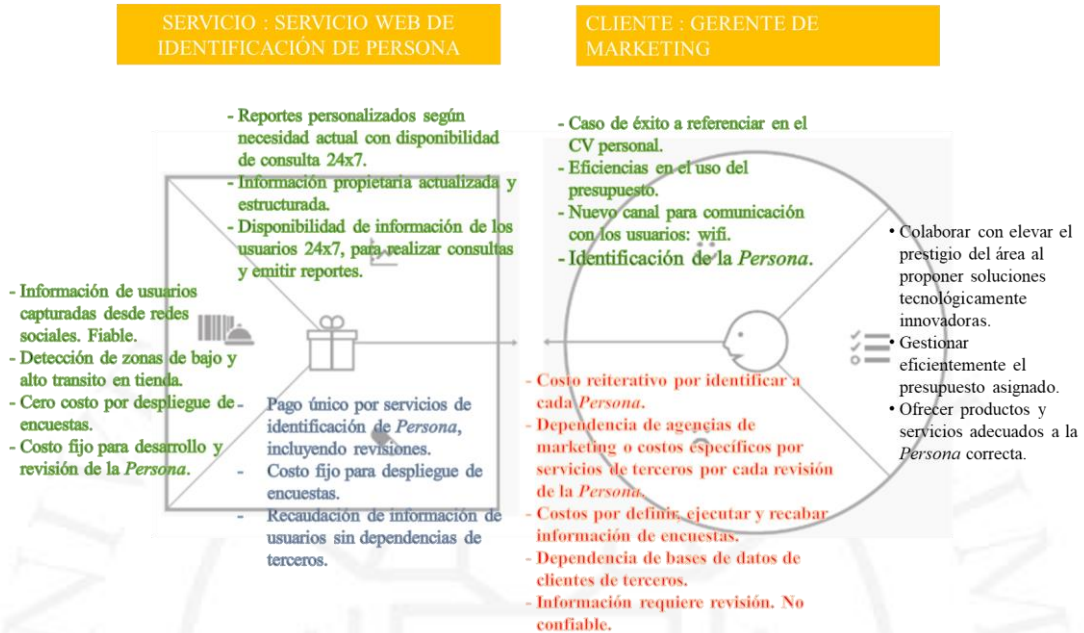 SERVICIO : SERVICIO WEB DE
IDENTIFICACIÓN DE PERSONA
CLIENTE : GERENTE DE
MARKETING
- Reportes personalizados según
necesidad actual con disponibilidad
de consulta 24x7.
- Información propietaria actualizada y
estructurada.
- Disponibilidad de información de los
usuarios 24x7, para realizar consultas
y emitir reportes.
- Información de usuarios
capturadas desde redes
sociales. Fiable.
- Detección de zonas de bajo y
alto transito en tienda.
- Cero costo por despliegue de
encuestas.
- Costo fijo para desarrollo y
revisión de la Persona.
- Pago único por servicios de
identificación de Persona,
incluyendo revisiones.
- Costo fijo para despliegue de
encuestas.
- Recaudación de información de
usuarios sin dependencias de
terceros.
- Caso de éxito a referenciar en el
CV personal.
- Eficiencias en el uso del
presupuesto.
- Nuevo canal para comunicación
con los usuarios: wifi.
- Identificación de la Persona.
- Costo reiterativo por identificar a
cada Persona.
- Dependencia de agencias de
marketing o costos específicos por
servicios de terceros por cada revisión
de la Persona.
- Costos por definir, ejecutar y recabar
información de encuestas.
- Dependencia de bases de datos de
clientes de terceros.
- Información requiere revisión. No
confiable.
• Colaborar con elevar el
prestigio del área al
proponer soluciones
tecnológicamente
innovadoras.
• Gestionar
eficientemente el
presupuesto asignado.
• Ofrecer productos y
servicios adecuados a la
Persona correcta.